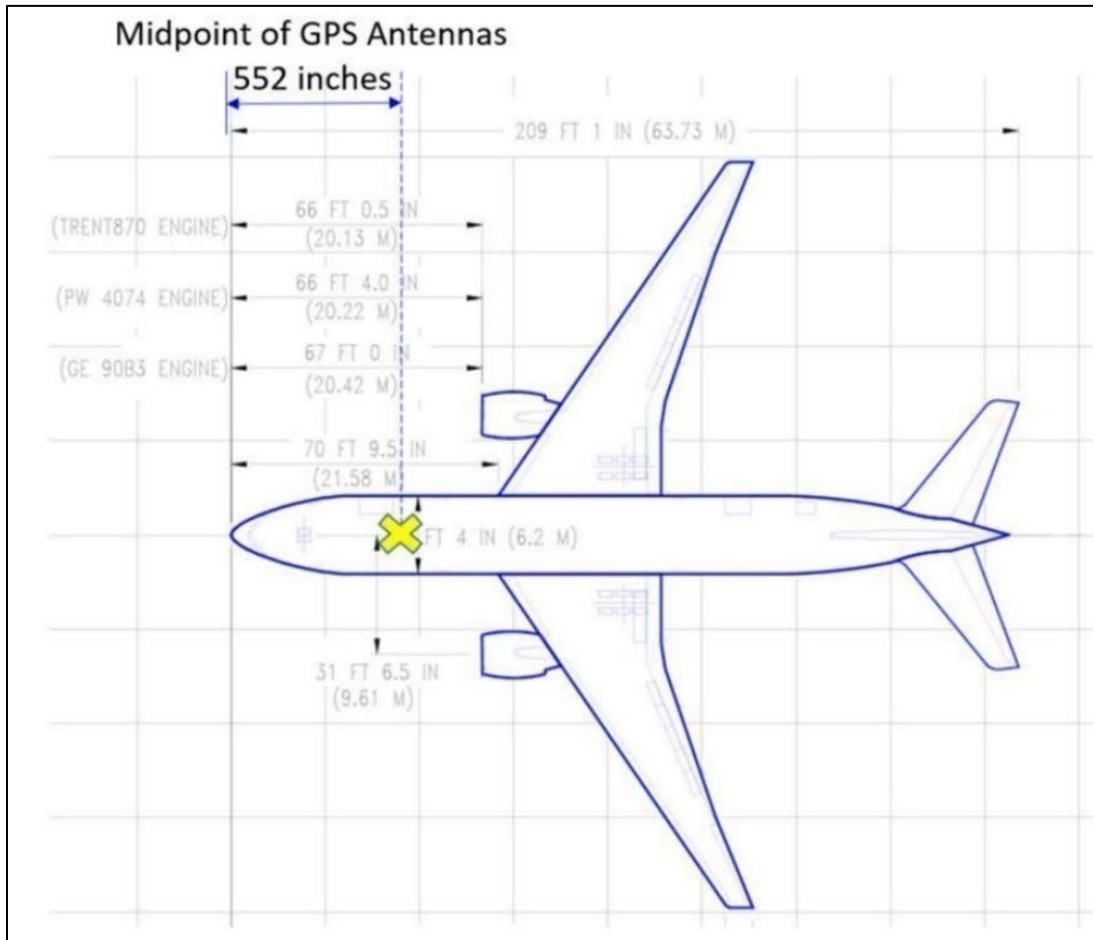 Midpoint of GPS Antennas
552 inches
209 FT 1 IN (63.73 M)
66 FT 0.5 IN
(TRENT870 ENGINE)
(20.13 M)
66 FT 4.0 IN
(PW 4074 ENGINE)
(20.22 M)
67 FT 0 IN
(GE 90B3 ENGINE)
(20.42 M)
70 FT 9.5 IN
(21.58 M)
FT 4 IN (6.2 M)
31 FT 6.5 IN
(9.61 M)